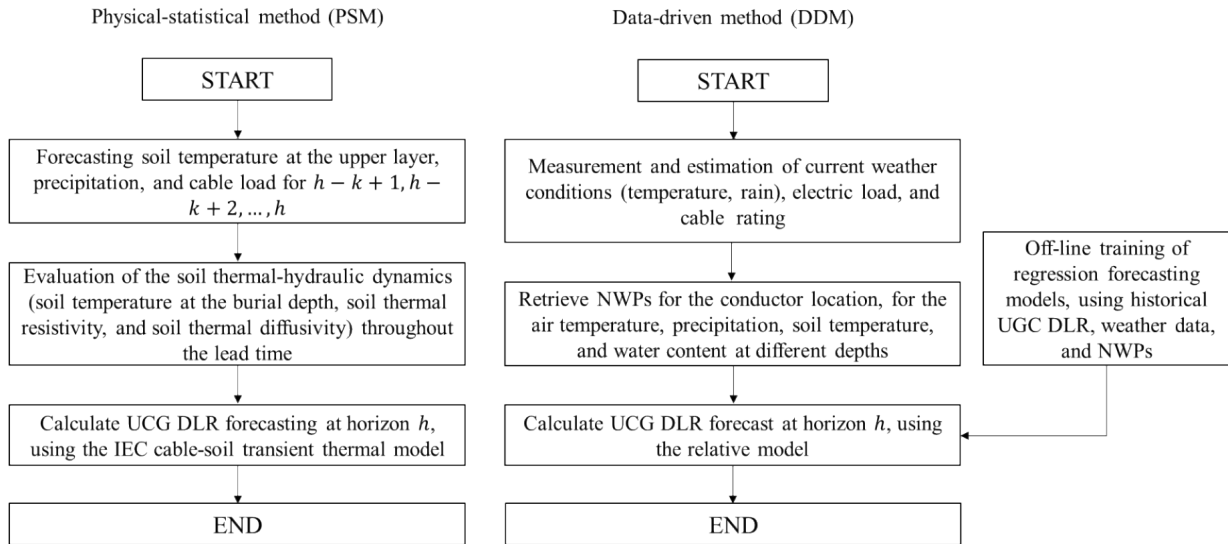 Physical-statistical method (PSM)
START
Forecasting soil temperature at the upper layer,
precipitation, and cable load for h − k + 1, h −
k + 2, … , h
Evaluation of the soil thermal-hydraulic dynamics
(soil temperature at the burial depth, soil thermal
resistivity, and soil thermal diffusivity) throughout
the lead time
Calculate UCG DLR forecasting at horizon h,
using the IEC cable-soil transient thermal model
END
Data-driven method (DDM)
START
Measurement and estimation of current weather
conditions (temperature, rain), electric load, and
cable rating
Retrieve NWPs for the conductor location, for the
air temperature, precipitation, soil temperature,
and water content at different depths
Calculate UCG DLR forecast at horizon h, using
the relative model
END
Off-line training of
regression forecasting
models, using historical
UGC DLR, weather data,
and NWPs